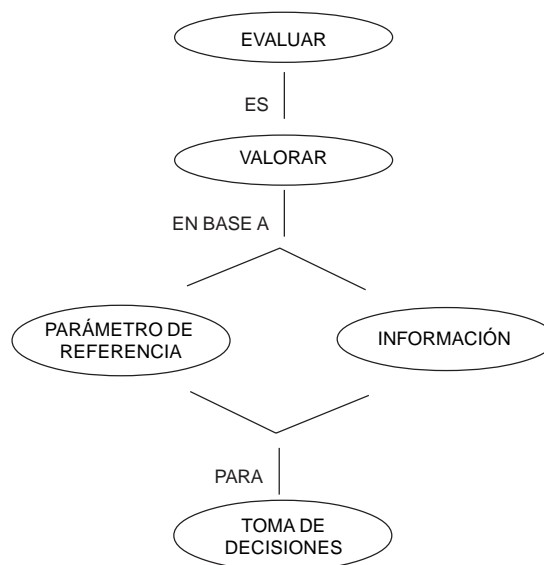 EVALUAR
ES
VALORAR
EN BASE A
PARÁMETRO DE
REFERENCIA
INFORMACIÓN
PARA
TOMA DE
DECISIONES